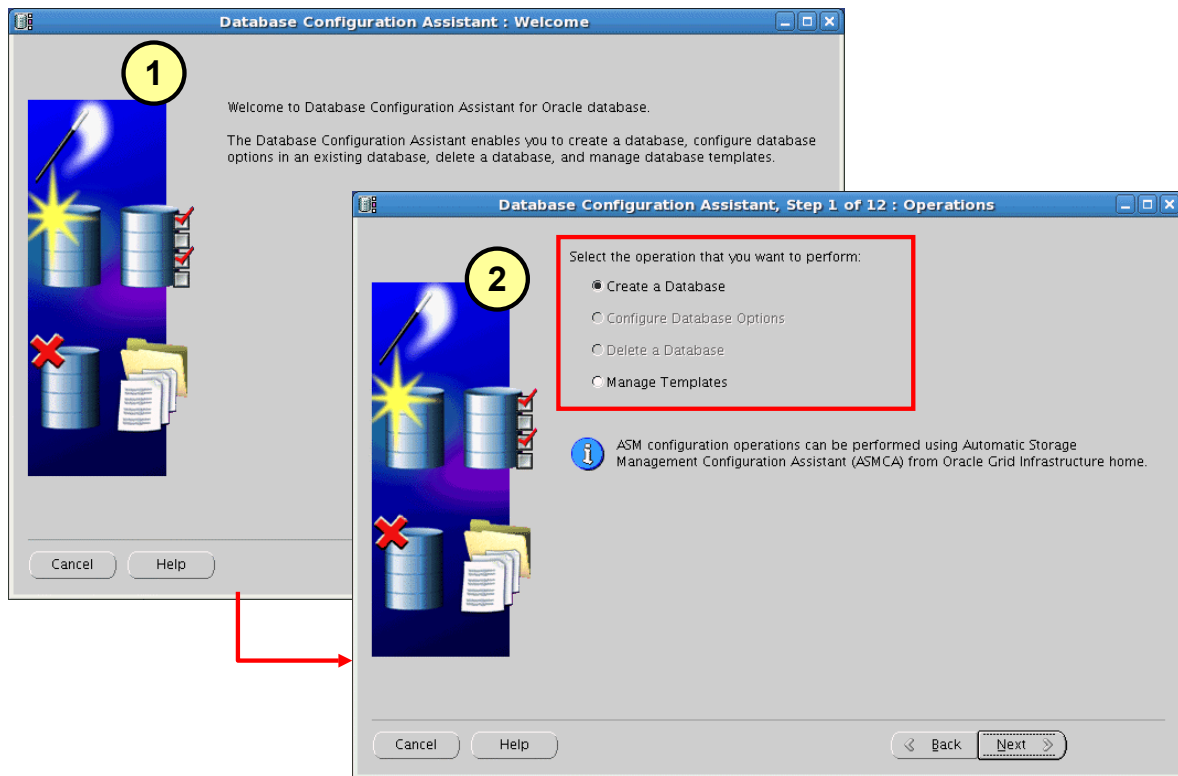 Database Configuration Assistant : Welcome
1
Welcome to Database Configuration Assistant for Oracle database.
The Database Configuration Assistant enables you to create a database, configure database
options in an existing database, delete a database, and manage database templates.
Cancel
Help
Database Configuration Assistant, Step 1 of 12 : Operations
2
Select the operation that you want to perform:
Create a Database
Configure Database Options
Delete a Database
Manage Templates
ASM configuration operations can be performed using Automatic Storage
Management Configuration Assistant (ASMCA) from Oracle Grid Infrastructure home.
Cancel
Help
Back
Next